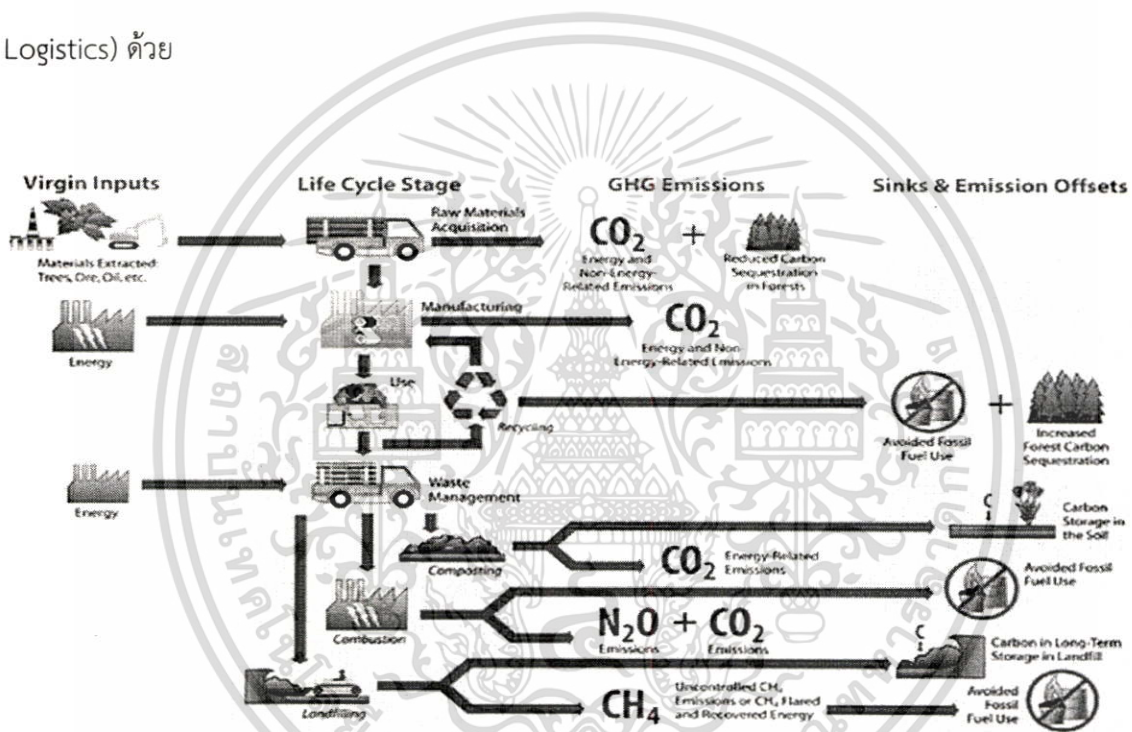 Logistics) ด้วย
Virgin Inputs
Life Cycle Stage
GHG Emissions
Sinks & Emission Offsets
Materials Extracted:
Trees, Ore, Oil, etc.
Raw Materials
Acquisition
CO₂
Energy and
Non-Energy-
Related Emissions
+
Reduced Carbon
Sequestration
in Forests
Energy
Manufacturing
CO₂
Energy and Non-
Energy-Related Emissions
Use
Recycling
Avoided Fossil
Fuel Use
+
Increased
Forest Carbon
Sequestration
Energy
Waste
Management
Composting
CO₂
Energy-Related
Emissions
C
Carbon
Storage in
the Soil
Combustion
N₂O + CO₂
Emissions
Emissions
Avoided Fossil
Fuel Use
Landfilling
CH₄
Uncontrolled CH₄
Emissions or CH₄ Flared
and Recovered Energy
C
Carbon in Long-Term
Storage in Landfill
Avoided
Fossil
Fuel Use